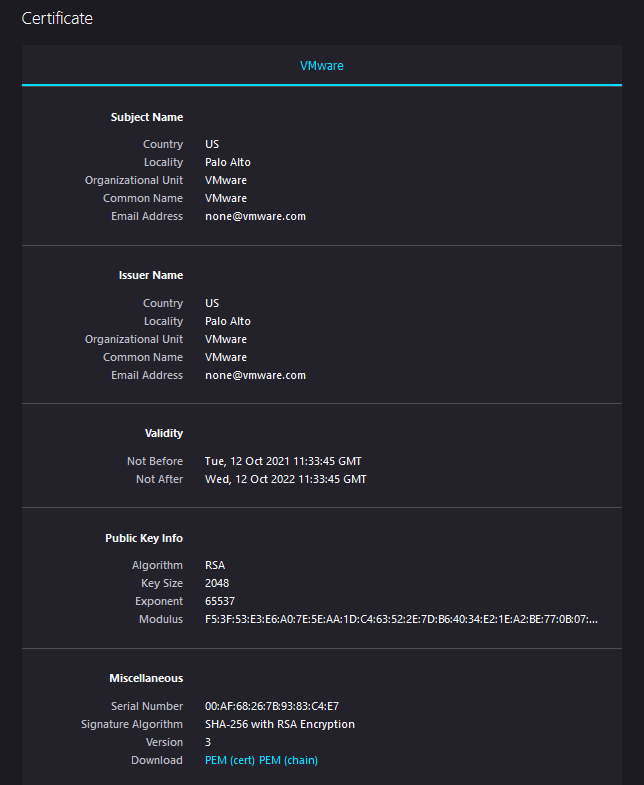 Certificate
VMware
Subject Name
Country US
Locality Palo Alto
Organizational Unit VMware
Common Name VMware
Email Address none@vmware.com
Issuer Name
Country US
Locality Palo Alto
Organizational Unit VMware
Common Name VMware
Email Address none@vmware.com
Validity
Not Before Tue, 12 Oct 2021 11:33:45 GMT
Not After Wed, 12 Oct 2022 11:33:45 GMT
Public Key Info
Algorithm RSA
Key Size 2048
Exponent 65537
Modulus F5:3F:53:E3:E6:A0:7E:5E:AA:1D:C4:63:52:2E:7D:B6:40:34:E2:1E:A2:BE:77:0B:07:...
Miscellaneous
Serial Number 00:AF:68:26:7B:93:83:C4:E7
Signature Algorithm SHA-256 with RSA Encryption
Version 3
Download PEM (cert) PEM (chain)